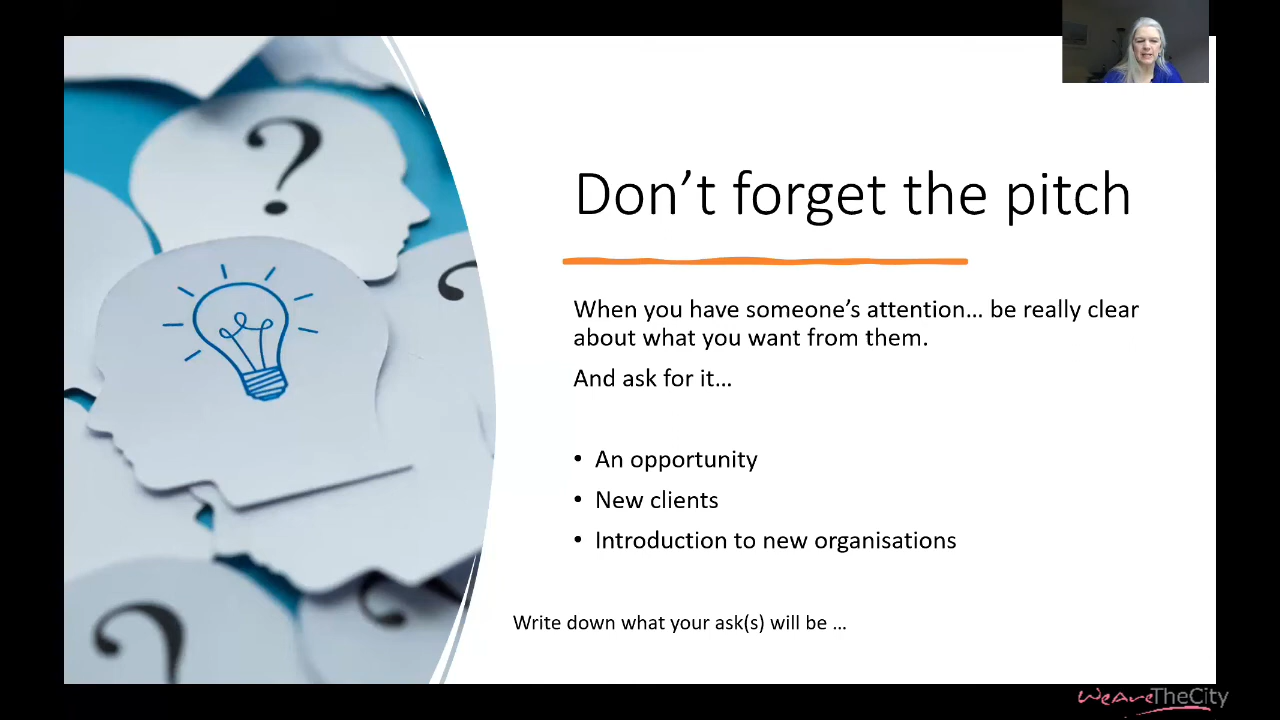 Don’t forget the pitch
When you have someone’s attention… be really clear
about what you want from them.
And ask for it…
• An opportunity
• New clients
• Introduction to new organisations
Write down what your ask(s) will be …
WeAreTheCity